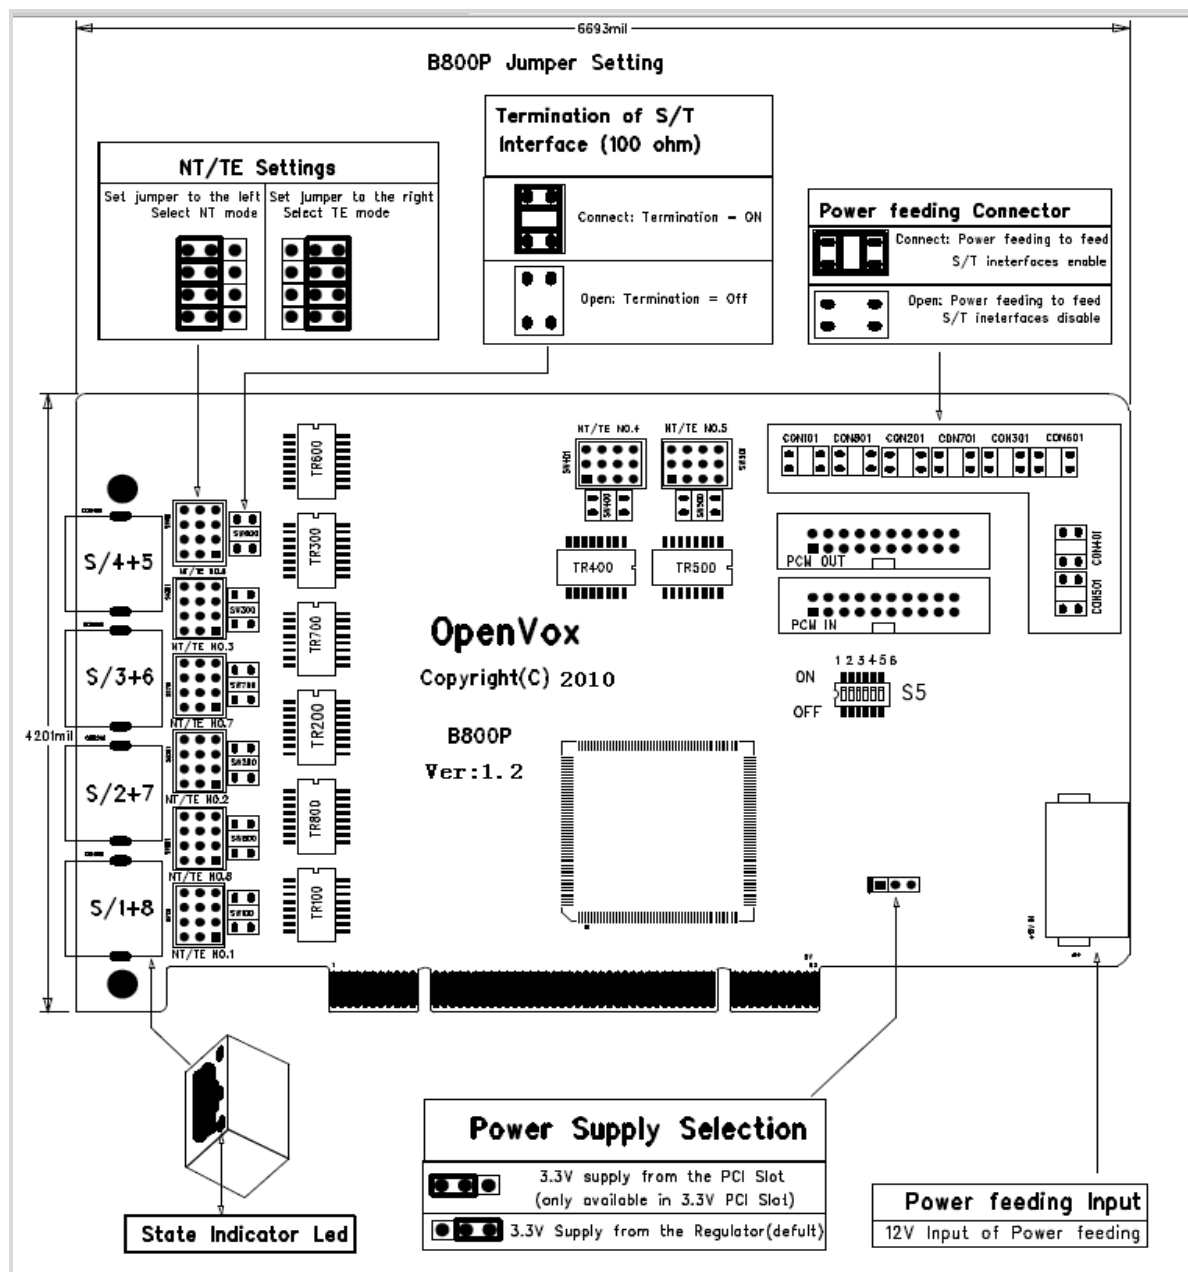 6693mil
B800P Jumper Setting
Termination of S/T
Interface (100 ohm)
Connect: Termination - ON
Open: Termination = Off
NT/TE Settings
Set jumper to the left
Select NT mode
Set Jumper to the right
Select TE mode
Power feeding Connector
Connect: Power feeding to feed
S/T ineterfaces enable
Open: Power feeding to feed
S/T ineterfaces disable
NT/TE NO.4
NT/TE NO.5
SW400
SW500
TR400
TR500
CON101
CON801
CON201
CON701
CON301
CON601
CON401
CON501
PCM OUT
PCM IN
1 2 3 4 5 6
ON
OFF
S5
S/4+5
S/3+6
S/2+7
S/1+8
4201mil
NT/TE NO.3
NT/TE NO.7
NT/TE NO.2
NT/TE NO.8
NT/TE NO.1
SW300
SW100
TR600
TR300
TR700
TR200
TR800
TR100
OpenVox
Copyright(C) 2010
B800P
Ver:1.2
State Indicator Led
Power Supply Selection
3.3V supply from the PCI Slot
(only available in 3.3V PCI Slot)
3.3V Supply from the Regulator(defult)
Power feeding Input
12V Input of Power feeding